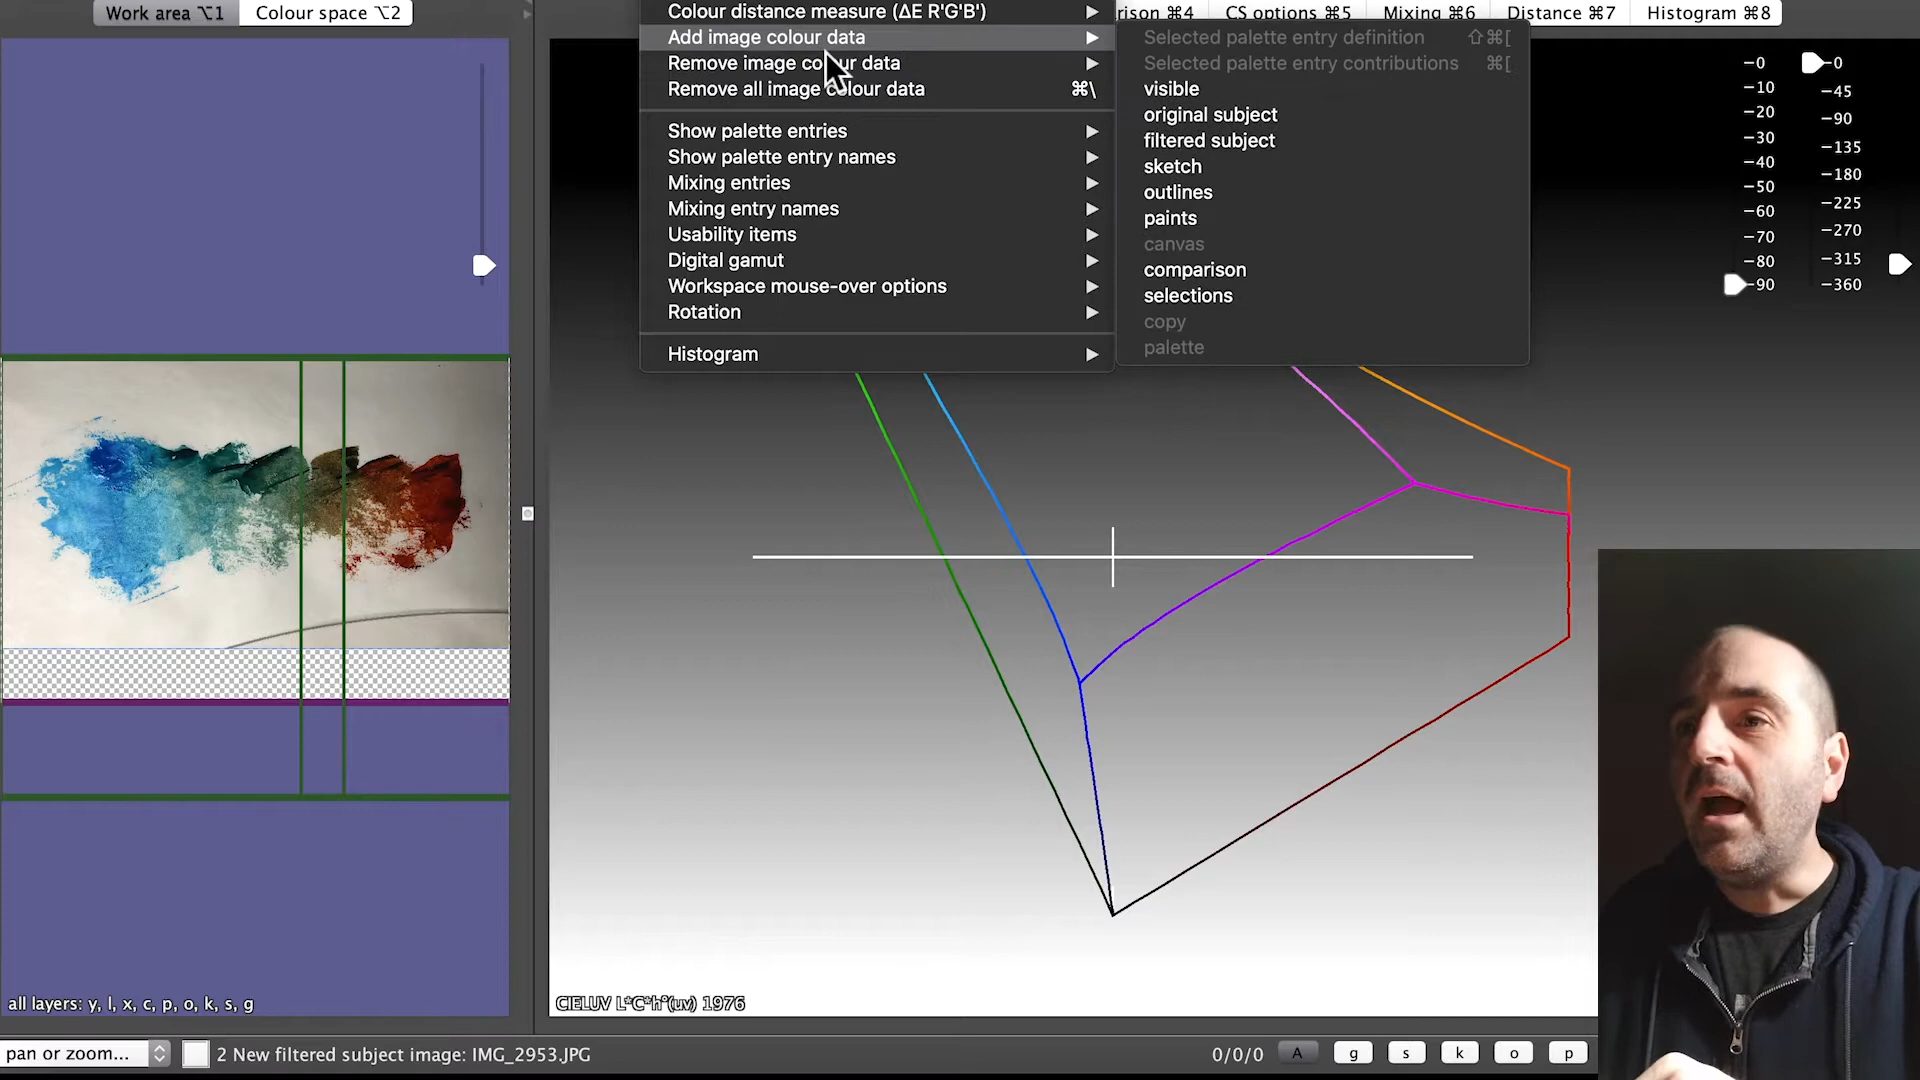 Work area ⌥1
Colour space ⌥2
rison ⌘4
CS options ⌘5
Mixing ⌘6
Distance ⌘7
Histogram ⌘8
Colour distance measure (ΔE R'G'B')
Add image colour data
Remove image colour data
Remove all image colour data ⌘\
Show palette entries
Show palette entry names
Mixing entries
Mixing entry names
Usability items
Digital gamut
Workspace mouse-over options
Rotation
Histogram
Selected palette entry definition ⇧⌘[
Selected palette entry contributions ⌘[
visible
original subject
filtered subject
sketch
outlines
paints
canvas
comparison
selections
copy
palette
−0
−10
−20
−30
−40
−50
−60
−70
−80
−90
−0
−45
−90
−135
−180
−225
−270
−315
−360
all layers: y, l, x, c, p, o, k, s, g
CIELUV L*C*h°(uv) 1976
pan or zoom...
2 New filtered subject image: IMG_2953.JPG
0/0/0
A
g
s
k
o
p